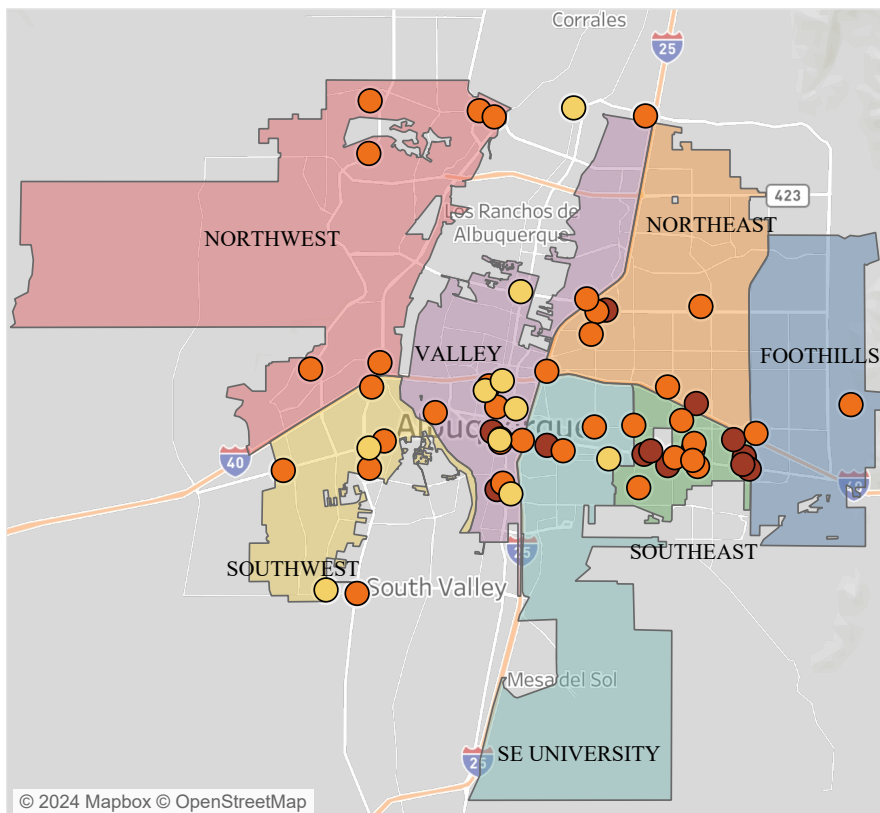 Corrales
25
423
Los Ranchos de
Albuquerque
NORTHEAST
NORTHWEST
VALLEY
FOOTHILLS
Albuquerque
40
40
25
SOUTHEAST
SOUTHWEST
South Valley
Mesa del Sol
SE UNIVERSITY
25
© 2024 Mapbox © OpenStreetMap